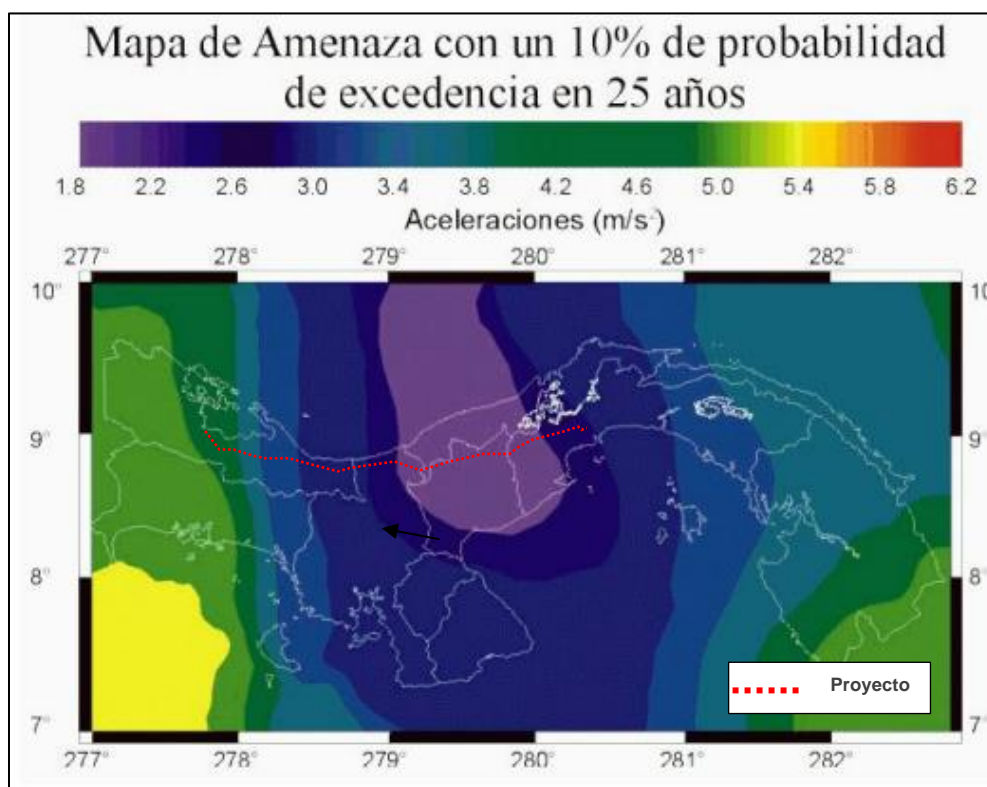 Mapa de Amenaza con un 10% de probabilidad
de excedencia en 25 años
1.8 2.2 2.6 3.0 3.4 3.8 4.2 4.6 5.0 5.4 5.8 6.2
Aceleraciones (m/s²)
277° 278° 279° 280° 281° 282°
10° 10
9° 9°
8° 8°
Proyecto
7° 7°
277° 278° 279° 280° 281° 282°